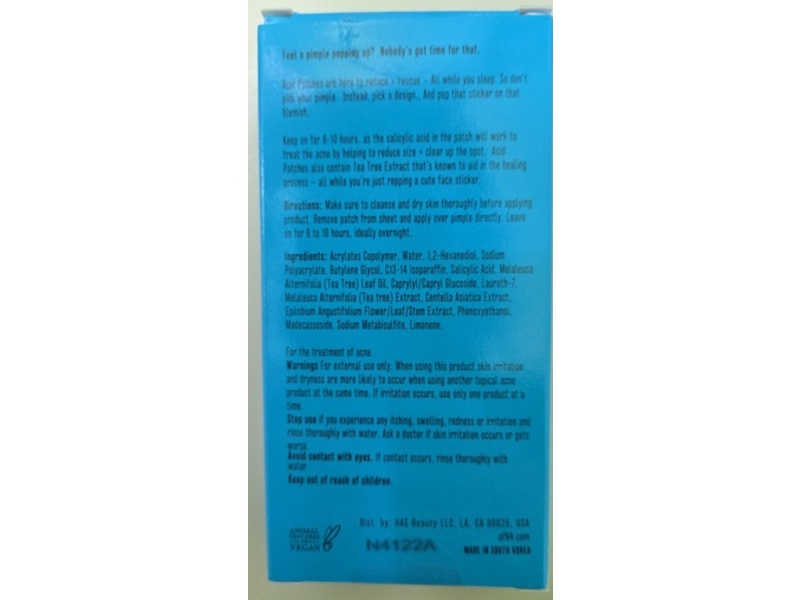 Feel a pimple popping up? Nobody's got time for that.
Acid Patches are here to reduce + rescue – All while you sleep. So don't
pick your pimple. Instead, pick a design.. And pop that sticker on that
blemish.
Keep on for 8-10 hours, as the salicylic acid in the patch will work to
treat the acne by helping to reduce size + clear up the spot. Acid
Patches also contain Tea Tree Extract that's known to aid in the healing
process – all while you're just repping a cute face sticker.
Directions: Make sure to cleanse and dry skin thoroughly before applying
product. Remove patch from sheet and apply over pimple directly. Leave
on for 8 to 10 hours, ideally overnight.
Ingredients: Acrylates Copolymer, Water, 1,2-Hexanediol, Sodium
Polyacrylate, Butylene Glycol, C13-14 Isoparaffin, Salicylic Acid, Melaleuca
Alternifolia (Tea Tree) Leaf Oil, Caprylyl/Capryl Glucoside, Laureth-7,
Melaleuca Alternifolia (Tea tree) Extract, Centella Asiatica Extract,
Epilobium Angustifolium Flower/Leaf/Stem Extract, Phenoxyethanol,
Madecassoside, Sodium Metabisulfite, Limonene.
For the treatment of acne.
Warnings For external use only. When using this product skin irritation
and dryness are more likely to occur when using another topical acne
product at the same time. If irritation occurs, use only one product at a
time.
Stop use if you experience any itching, swelling, redness or irritation and
rinse thoroughly with water. Ask a doctor if skin irritation occurs or gets
worse.
Avoid contact with eyes. If contact occurs, rinse thoroughly with
water.
Keep out of reach of children.
Dist. by: HAS Beauty LLC, LA, CA 90026, USA
af94.com
MADE IN SOUTH KOREA
ANIMAL
TEST FREE
VEGAN
N4122A